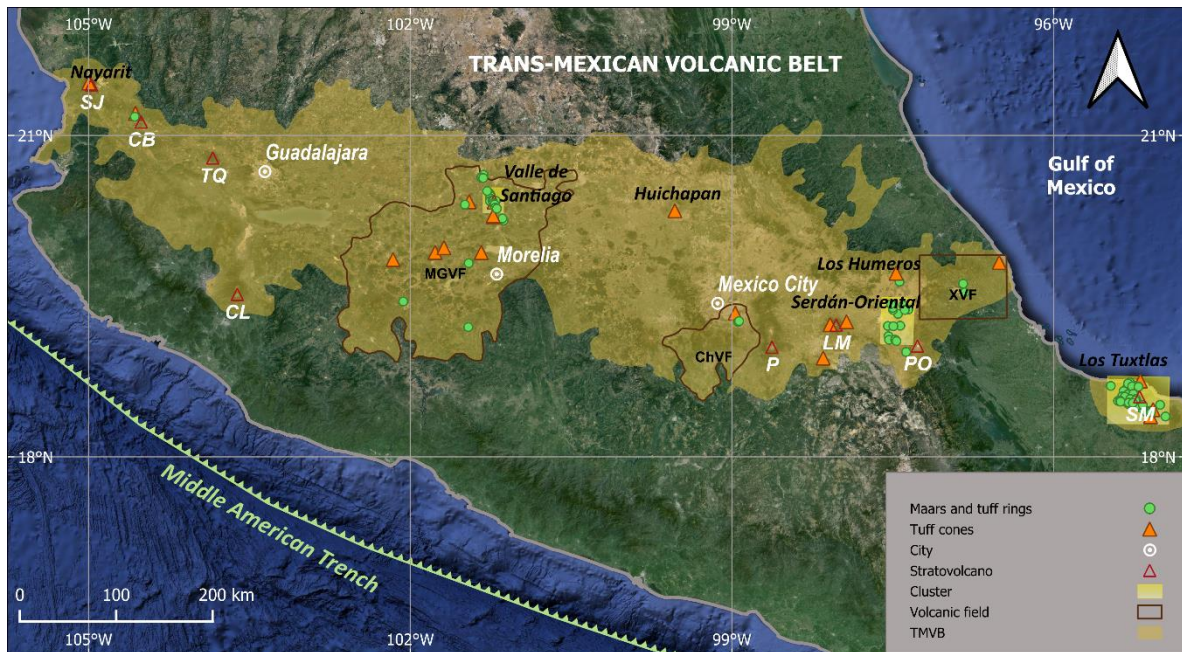 105°W
102°W
99°W
96°W
TRANS-MEXICAN VOLCANIC BELT
Nayarit
SJ
CB
21°N
21°N
Guadalajara
TQ
Valle de
Santiago
Gulf of
Mexico
Huichapan
Morelia
MGVF
Los Humeros
Mexico City
XVF
CL
Serdán-Oriental
LM
ChVF
P
PO
Los Tuxtlas
SM
18°N
18°N
Middle American Trench
Maars and tuff rings
Tuff cones
City
Stratovolcano
Cluster
Volcanic field
TMVB
0
100
200 km
105°W
102°W
99°W
96°W